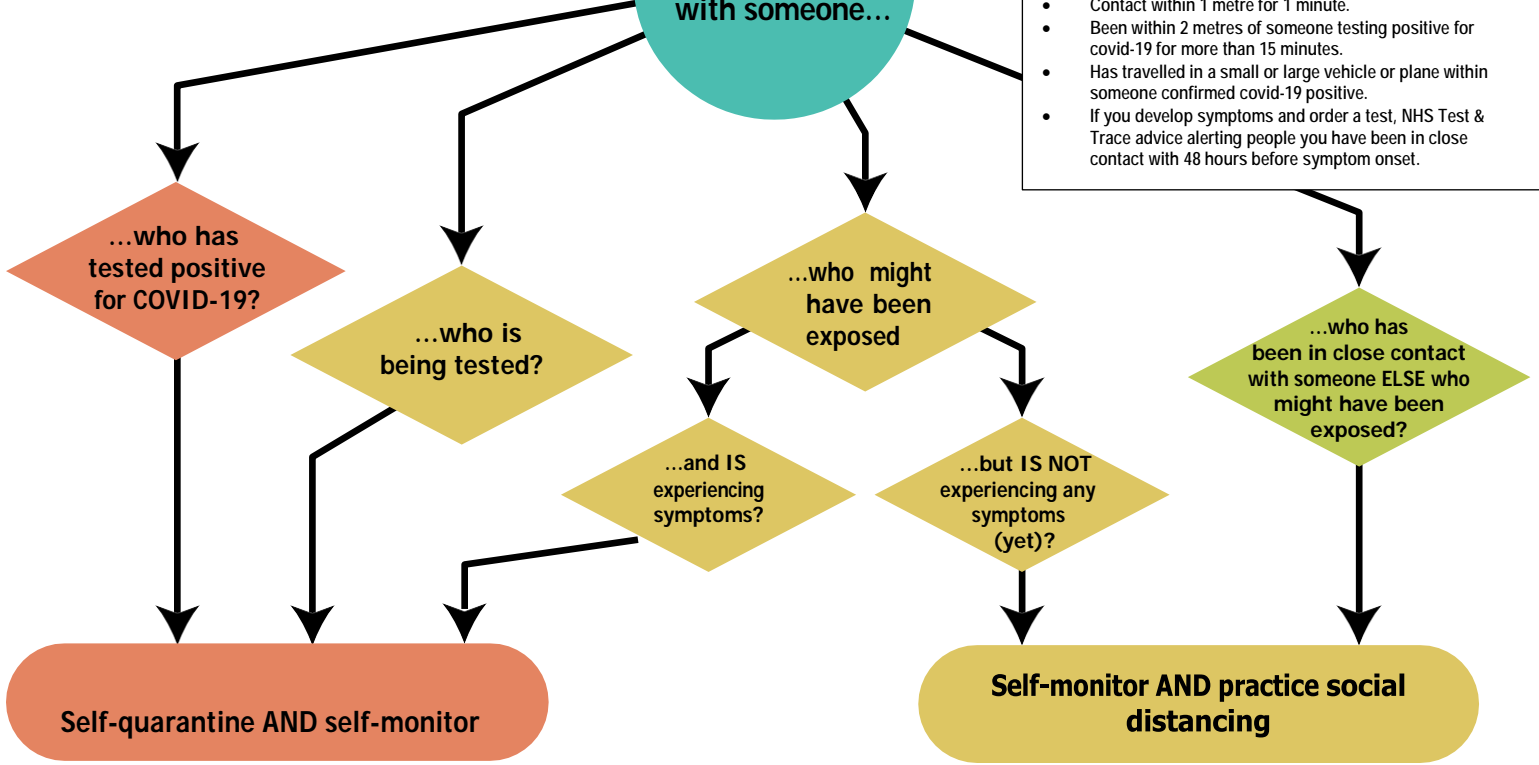 with someone…
• Contact within 1 metre for 1 minute.
• Been within 2 metres of someone testing positive for
covid-19 for more than 15 minutes.
• Has travelled in a small or large vehicle or plane within
someone confirmed covid-19 positive.
• If you develop symptoms and order a test, NHS Test &
Trace advice alerting people you have been in close
contact with 48 hours before symptom onset.
…who has
tested positive
for COVID-19?
…who is
being tested?
…who might
have been
exposed
…who has
been in close contact
with someone ELSE who
might have been
exposed?
…and IS
experiencing
symptoms?
…but IS NOT
experiencing any
symptoms
(yet)?
Self-quarantine AND self-monitor
Self-monitor AND practice social
distancing